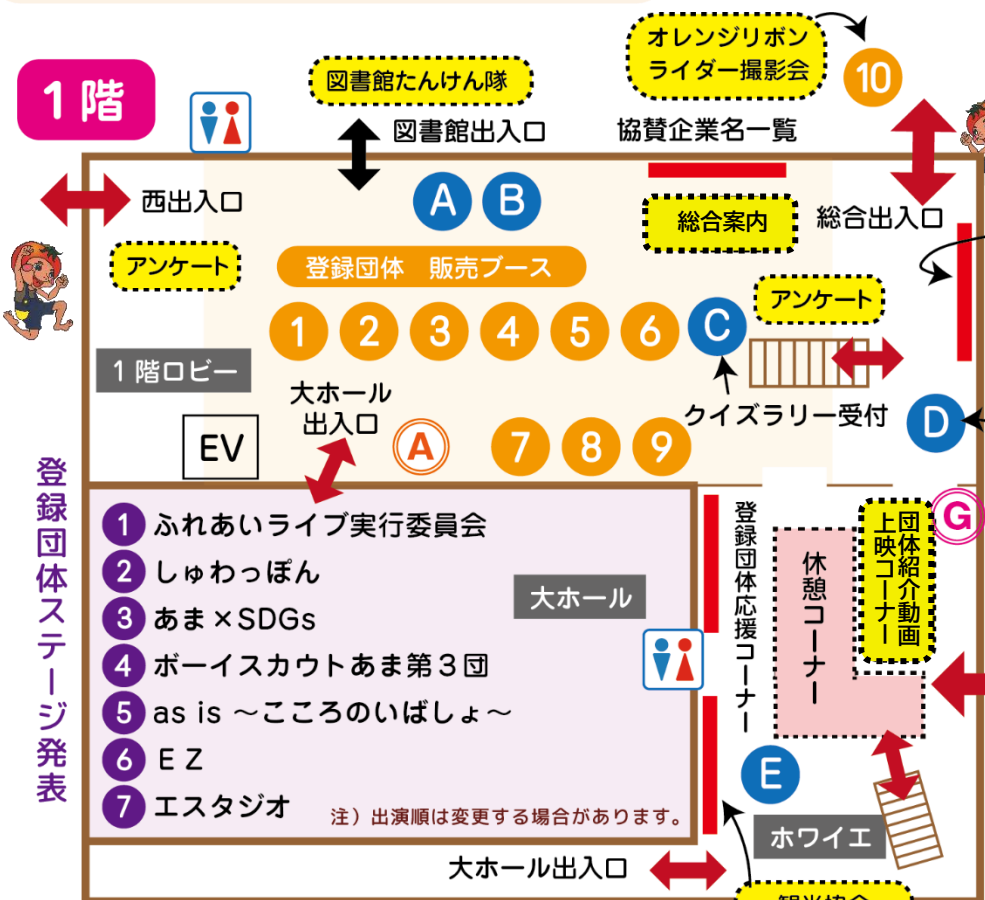 オレンジリボン
ライダー撮影会
10
1階
図書館たんけん隊
図書館出入口
協賛企業名一覧
西出入口
A
B
総合案内
総合出入口
アンケート
登録団体 販売ブース
アンケート
1
2
3
4
5
6
C
1階ロビー
大ホール
出入口
クイズラリー受付
D
EV
A
7
8
9
登録団体ステージ発表
1 ふれあいライブ実行委員会
2 しゅわっぽん
3 あま×SDGs
4 ボーイスカウトあま第3団
5 as is ～こころのいばしょ～
6 EZ
7 エスタジオ
注）出演順は変更する場合があります。
大ホール
登録団体応援コーナー
休憩コーナー
団体紹介動画
上映コーナー
G
E
ホワイエ
大ホール出入口
観光協会